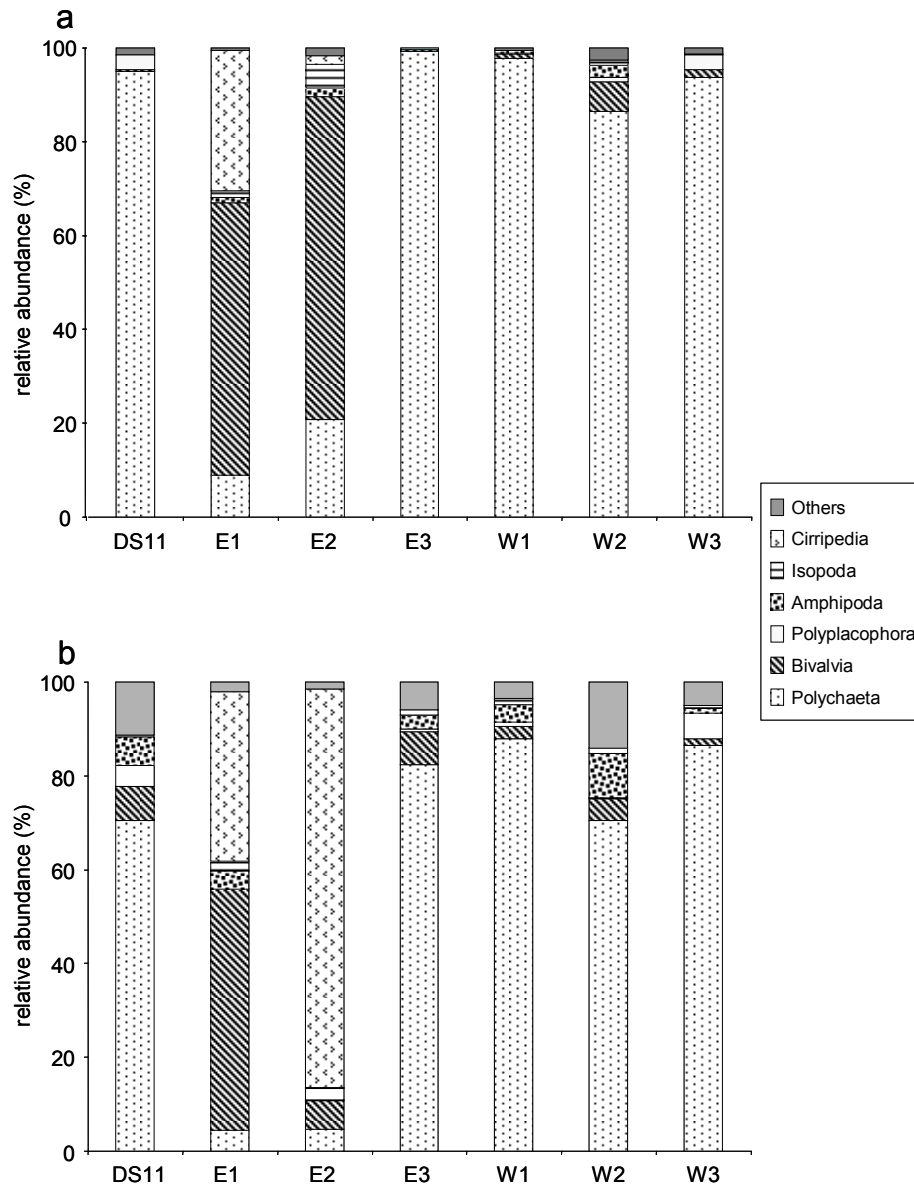 a
100
80
60
40
20
0
relative abundance (%)
DS11 E1 E2 E3 W1 W2 W3
Others
Cirripedia
Isopoda
Amphipoda
Polyplacophora
Bivalvia
Polychaeta
b
100
80
60
40
20
0
relative abundance (%)
DS11 E1 E2 E3 W1 W2 W3